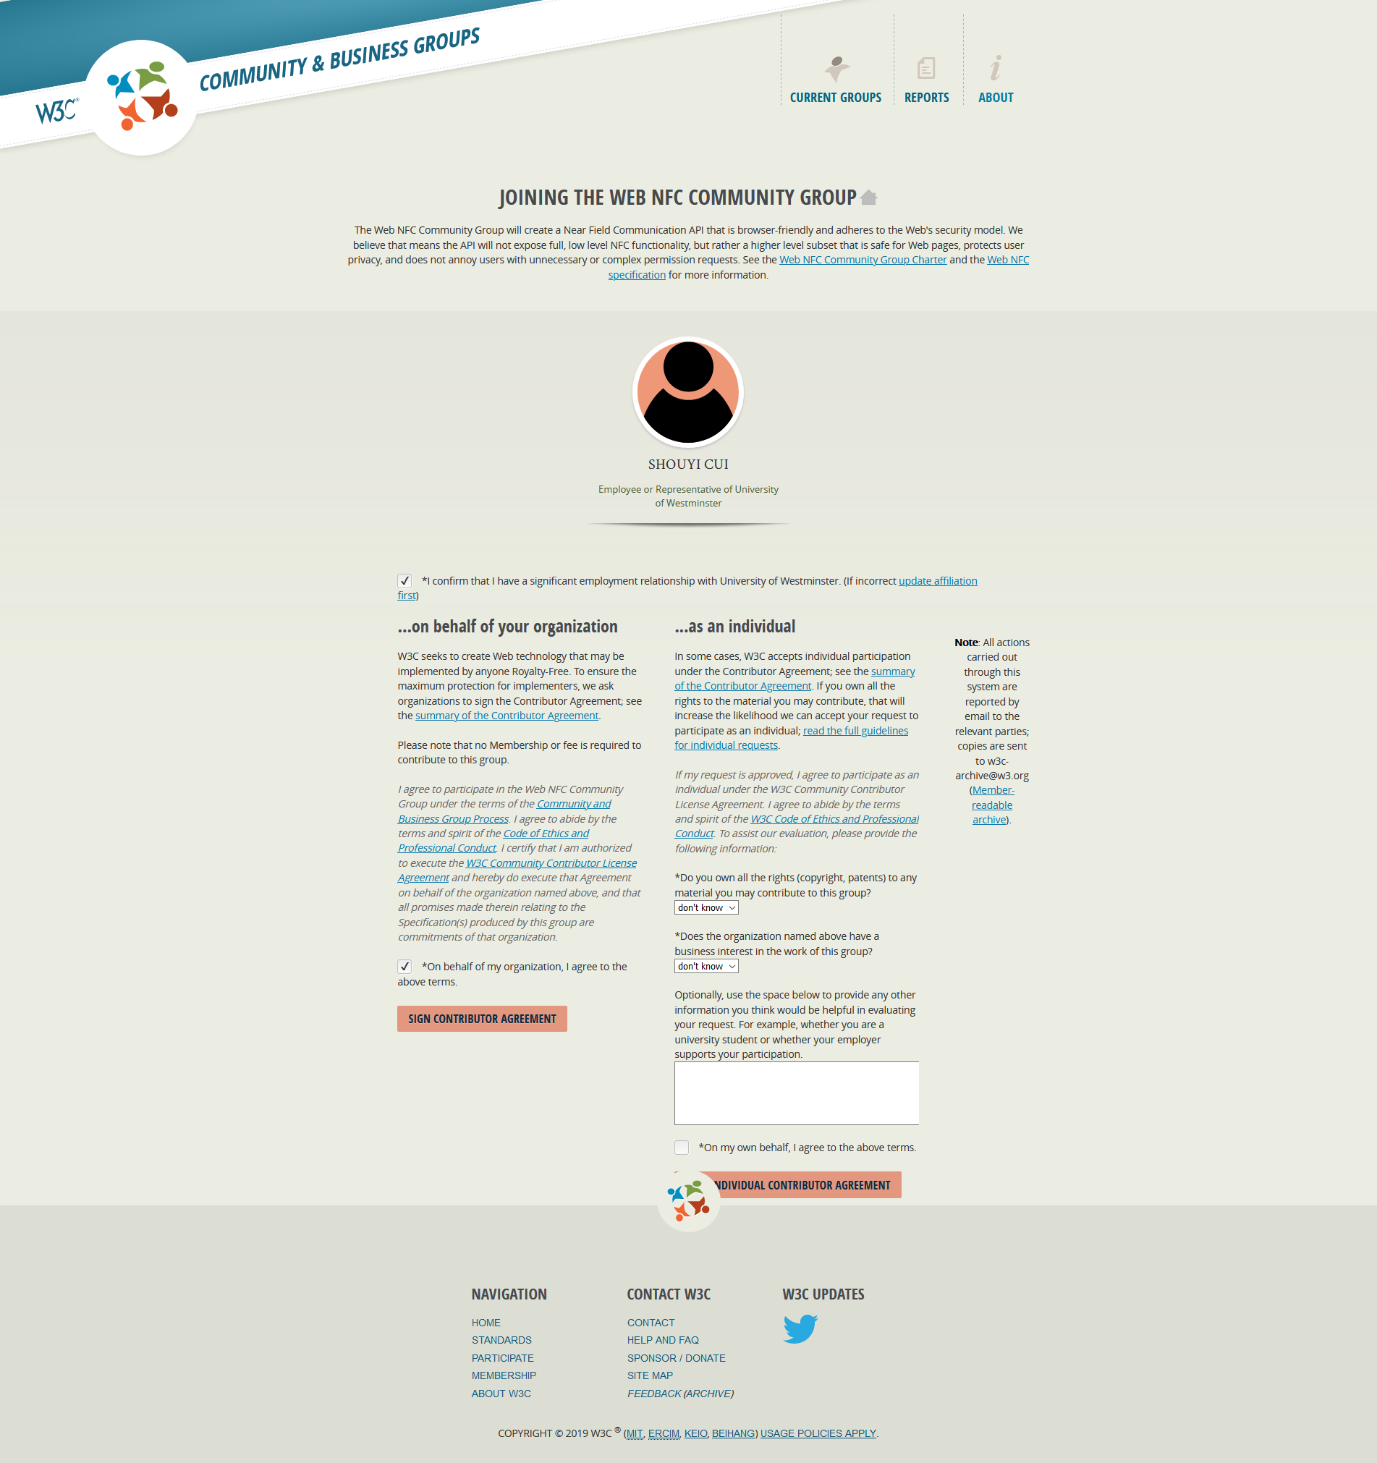 W3C®
COMMUNITY & BUSINESS GROUPS
CURRENT GROUPS
REPORTS
ABOUT
JOINING THE WEB NFC COMMUNITY GROUP
The Web NFC Community Group will create a Near Field Communication API that is browser-friendly and adheres to the Web's security model. We
believe that means the API will not expose full, low level NFC functionality, but rather a higher level subset that is safe for Web pages, protects user
privacy, and does not annoy users with unnecessary or complex permission requests. See the Web NFC Community Group Charter and the Web NFC
specification for more information.
SHOUYI CUI
Employee or Representative of University
of Westminster
*I confirm that I have a significant employment relationship with University of Westminster. (If incorrect update affiliation
first)
...on behalf of your organization
W3C seeks to create Web technology that may be
implemented by anyone Royalty-Free. To ensure the
maximum protection for implementers, we ask
organizations to sign the Contributor Agreement; see
the summary of the Contributor Agreement.
Please note that no Membership or fee is required to
contribute to this group.
I agree to participate in the Web NFC Community
Group under the terms of the Community and
Business Group Process. I agree to abide by the
terms and spirit of the Code of Ethics and
Professional Conduct. I certify that I am authorized
to execute the W3C Community Contributor License
Agreement and hereby do execute that Agreement
on behalf of the organization named above, and that
all promises made therein relating to the
Specification(s) produced by this group are
commitments of that organization.
*On behalf of my organization, I agree to the
above terms.
SIGN CONTRIBUTOR AGREEMENT
...as an individual
In some cases, W3C accepts individual participation
under the Contributor Agreement; see the summary
of the Contributor Agreement. If you own all the
rights to the material you may contribute, that will
increase the likelihood we can accept your request to
participate as an individual; read the full guidelines
for individual requests.
If my request is approved, I agree to participate as an
individual under the W3C Community Contributor
License Agreement. I agree to abide by the terms
and spirit of the W3C Code of Ethics and Professional
Conduct. To assist our evaluation, please provide the
following information:
*Do you own all the rights (copyright, patents) to any
material you may contribute to this group?
don't know
*Does the organization named above have a
business interest in the work of this group?
don't know
Optionally, use the space below to provide any other
information you think would be helpful in evaluating
your request. For example, whether you are a
university student or whether your employer
supports your participation.
*On my own behalf, I agree to the above terms.
NDIVIDUAL CONTRIBUTOR AGREEMENT
Note: All actions
carried out
through this
system are
reported by
email to the
relevant parties;
copies are sent
to w3c-
archive@w3.org
(Member-
readable
archive).
NAVIGATION
HOME
STANDARDS
PARTICIPATE
MEMBERSHIP
ABOUT W3C
CONTACT W3C
CONTACT
HELP AND FAQ
SPONSOR / DONATE
SITE MAP
FEEDBACK (ARCHIVE)
W3C UPDATES
COPYRIGHT © 2019 W3C ® (MIT, ERCIM, KEIO, BEIHANG) USAGE POLICIES APPLY.